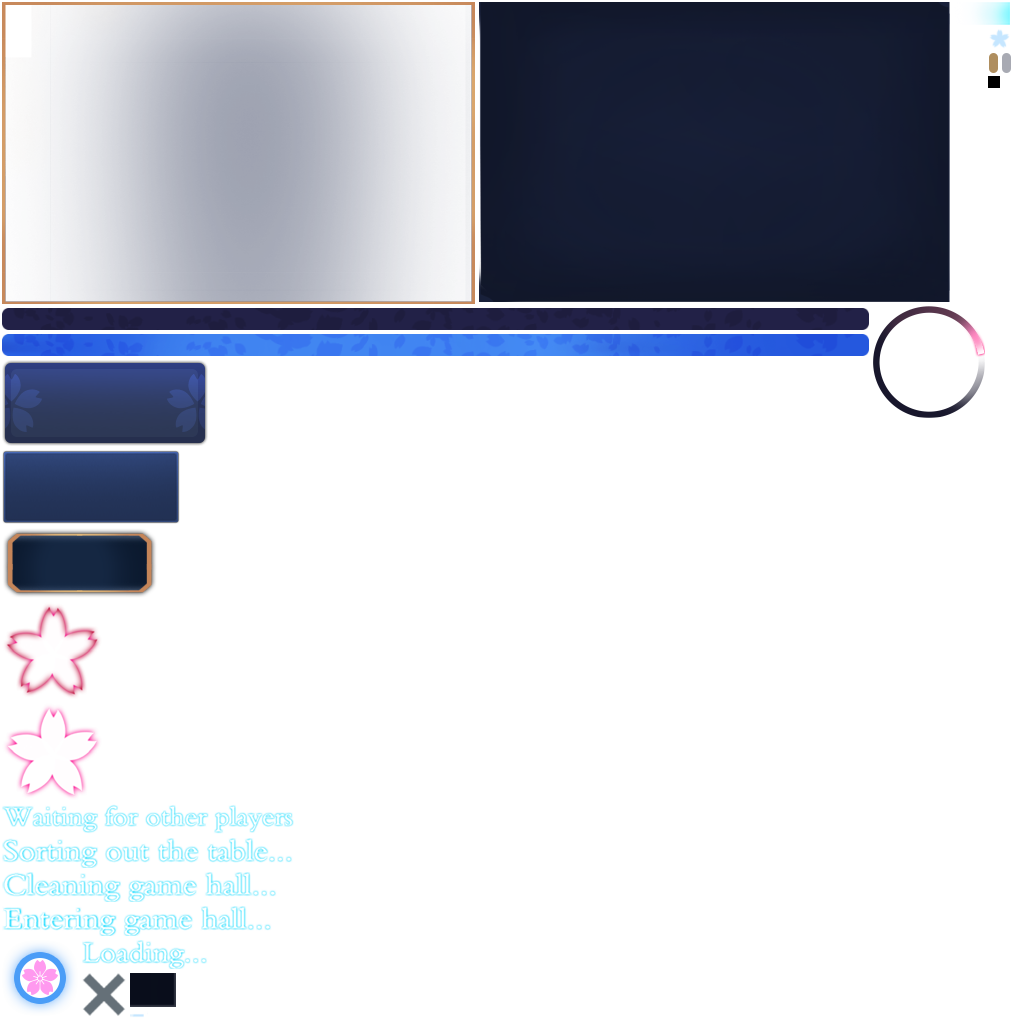 Waiting for other players
Sorting out the table...
Cleaning game hall...
Entering game hall...
Loading...